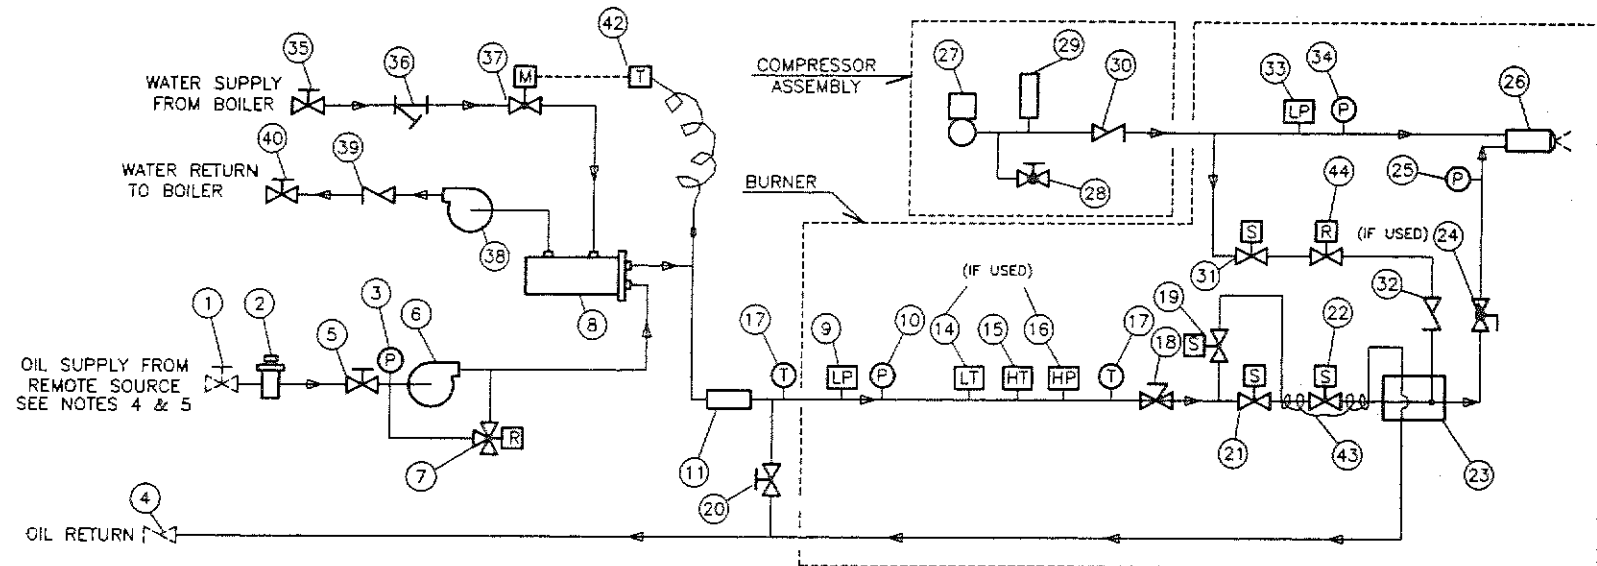 35
36
37
42
M
T
WATER SUPPLY
FROM BOILER
40
39
WATER RETURN
TO BOILER
38
8
1
2
3
5
6
P
OIL SUPPLY FROM
REMOTE SOURCE
SEE NOTES 4 & 5
7
R
4
OIL RETURN
11
20
COMPRESSOR
ASSEMBLY
27
29
30
28
BURNER
33
34
LP
P
26
25
P
44
S
R
(IF USED)
24
31
32
(IF USED)
17
9
10
14
15
16
17
18
19
22
T
LP
P
LT
HT
HP
T
S
S
S
21
43
23